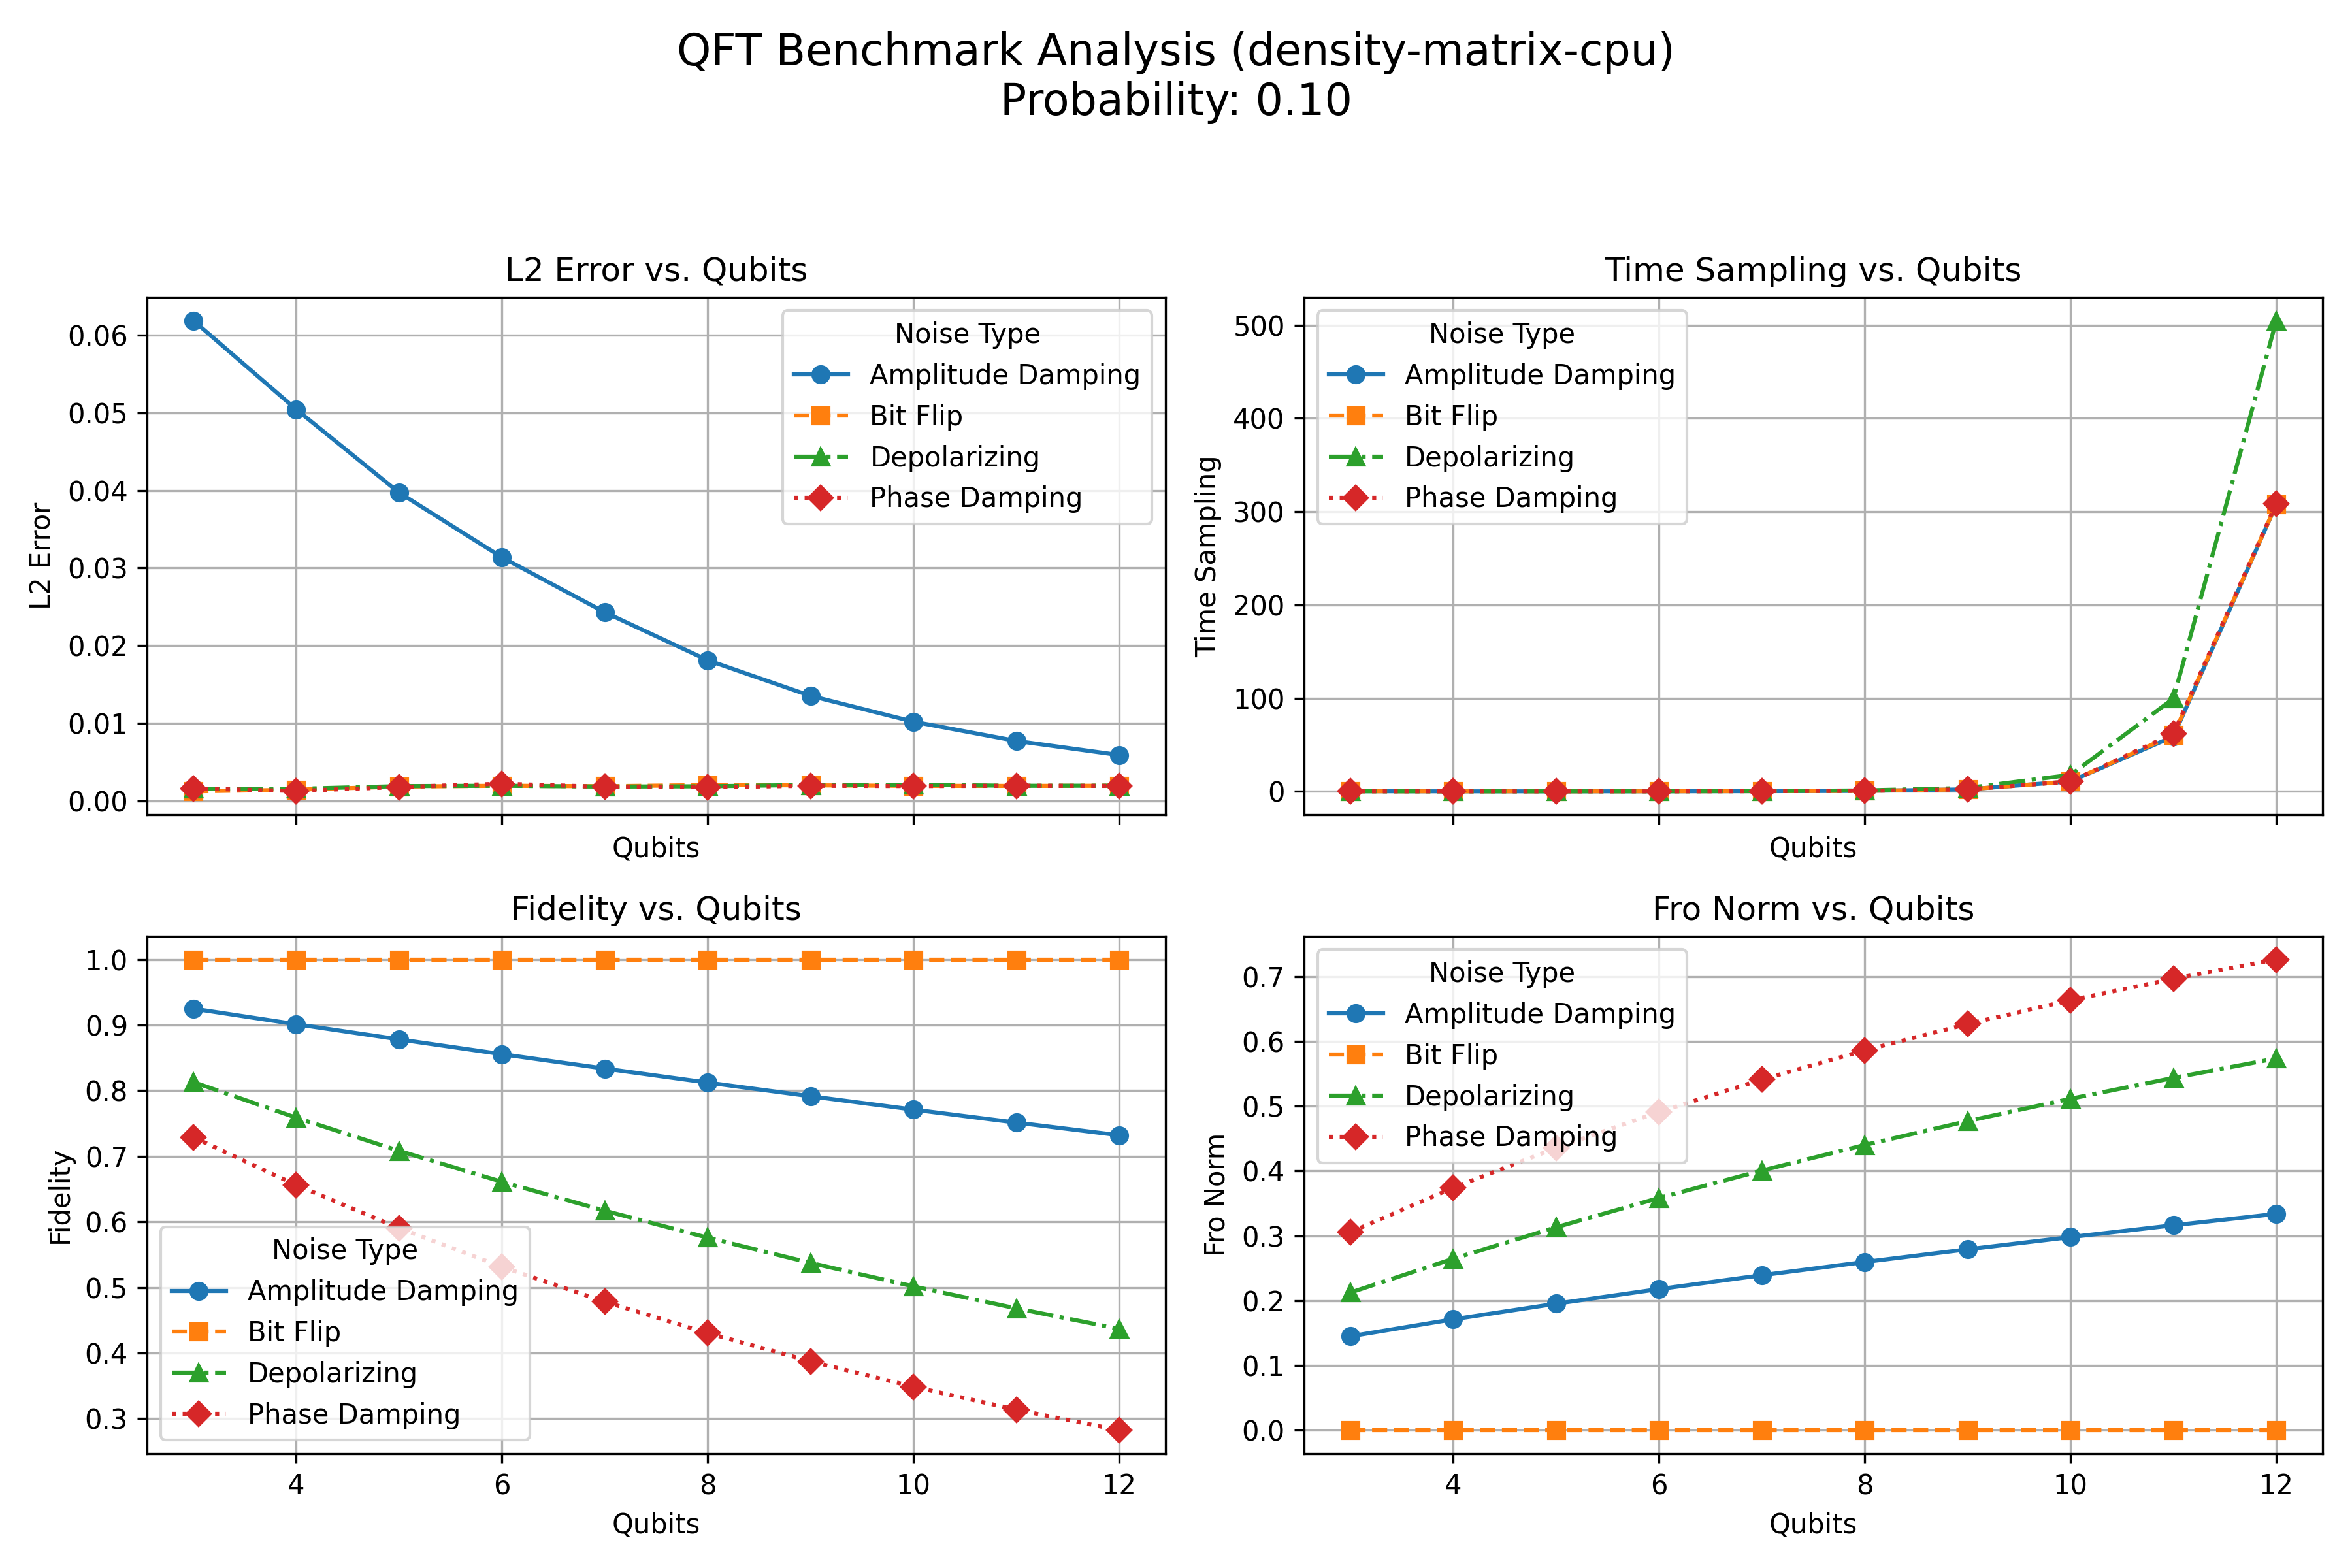 QFT Benchmark Analysis (density-matrix-cpu)
Probability: 0.10
L2 Error vs. Qubits
L2 Error
0.06
0.05
0.04
0.03
0.02
0.01
0.00
Noise Type
Amplitude Damping
Bit Flip
Depolarizing
Phase Damping
Qubits
Time Sampling vs. Qubits
Time Sampling
500
400
300
200
100
0
Noise Type
Amplitude Damping
Bit Flip
Depolarizing
Phase Damping
Qubits
Fidelity vs. Qubits
Fidelity
1.0
0.9
0.8
0.7
0.6
0.5
0.4
0.3
Noise Type
Amplitude Damping
Bit Flip
Depolarizing
Phase Damping
4 6 8 10 12
Qubits
Fro Norm vs. Qubits
Fro Norm
0.7
0.6
0.5
0.4
0.3
0.2
0.1
0.0
Noise Type
Amplitude Damping
Bit Flip
Depolarizing
Phase Damping
4 6 8 10 12
Qubits